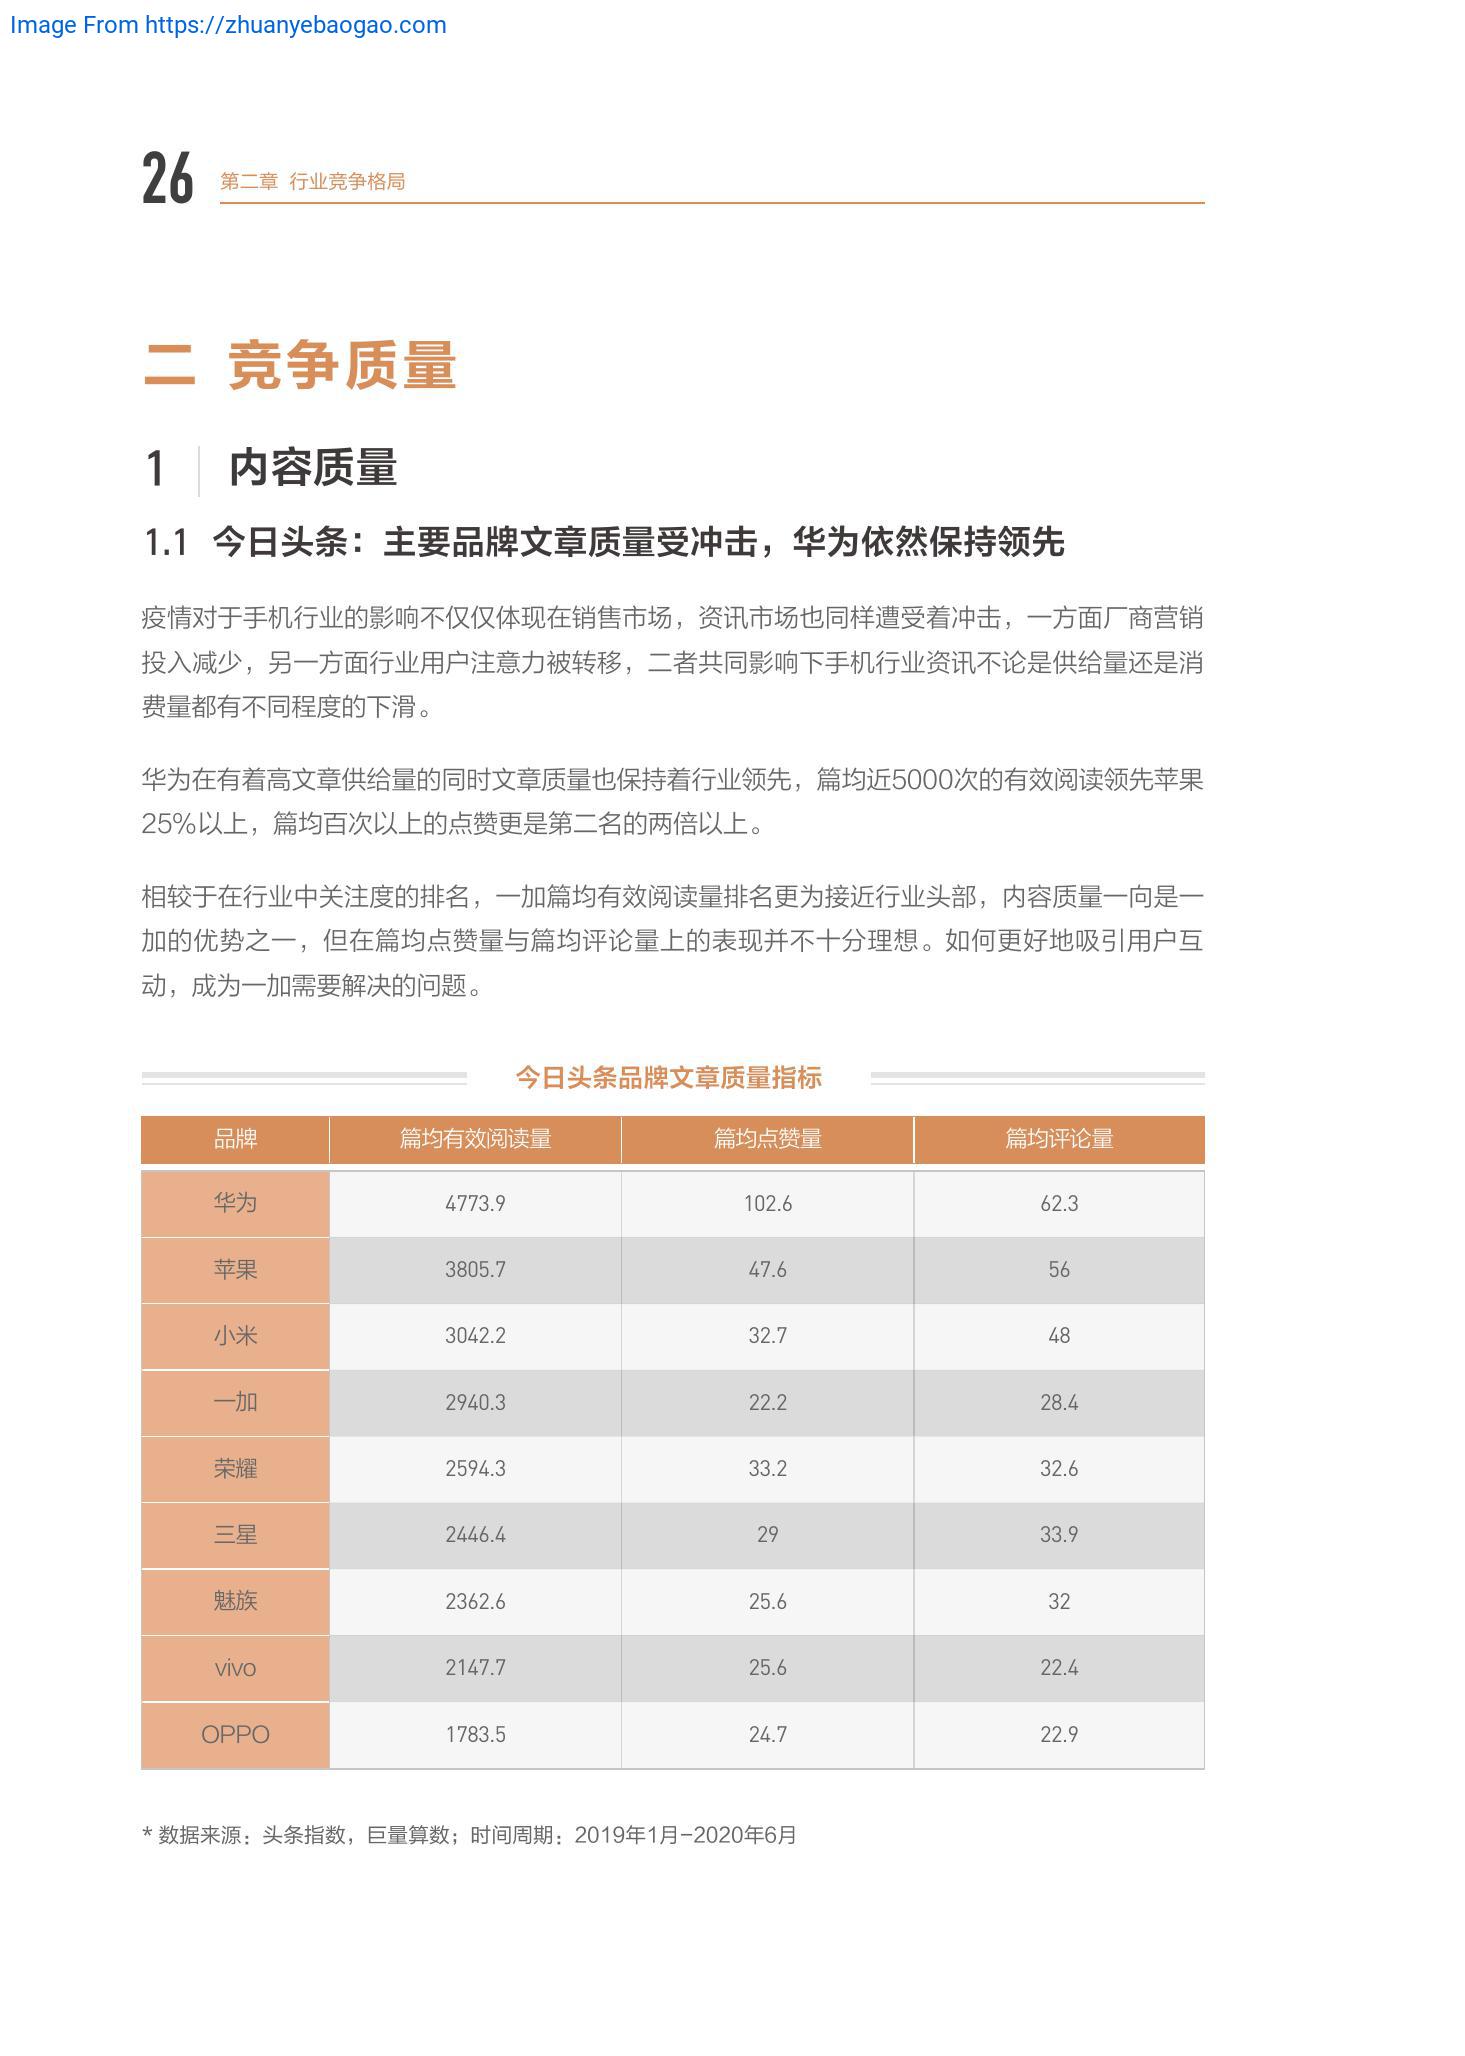 Image From https://zhuanyebaogao.com
26 第二章 行业竞争格局
二 竞争质量
1 内容质量
1.1 今日头条：主要品牌文章质量受冲击，华为依然保持领先
疫情对于手机行业的影响不仅仅体现在销售市场，资讯市场也同样遭受着冲击，一方面厂商营销
投入减少，另一方面行业用户注意力被转移，二者共同影响下手机行业资讯不论是供给量还是消
费量都有不同程度的下滑。
华为在有着高文章供给量的同时文章质量也保持着行业领先，篇均近5000次的有效阅读领先苹果
25%以上，篇均百次以上的点赞更是第二名的两倍以上。
相较于在行业中关注度的排名，一加篇均有效阅读量排名更为接近行业头部，内容质量一向是一
加的优势之一，但在篇均点赞量与篇均评论量上的表现并不十分理想。如何更好地吸引用户互
动，成为一加需要解决的问题。
今日头条品牌文章质量指标
品牌 篇均有效阅读量 篇均点赞量 篇均评论量
华为 4773.9 102.6 62.3
苹果 3805.7 47.6 56
小米 3042.2 32.7 48
一加 2940.3 22.2 28.4
荣耀 2594.3 33.2 32.6
三星 2446.4 29 33.9
魅族 2362.6 25.6 32
vivo 2147.7 25.6 22.4
OPPO 1783.5 24.7 22.9
* 数据来源：头条指数，巨量算数；时间周期：2019年1月-2020年6月